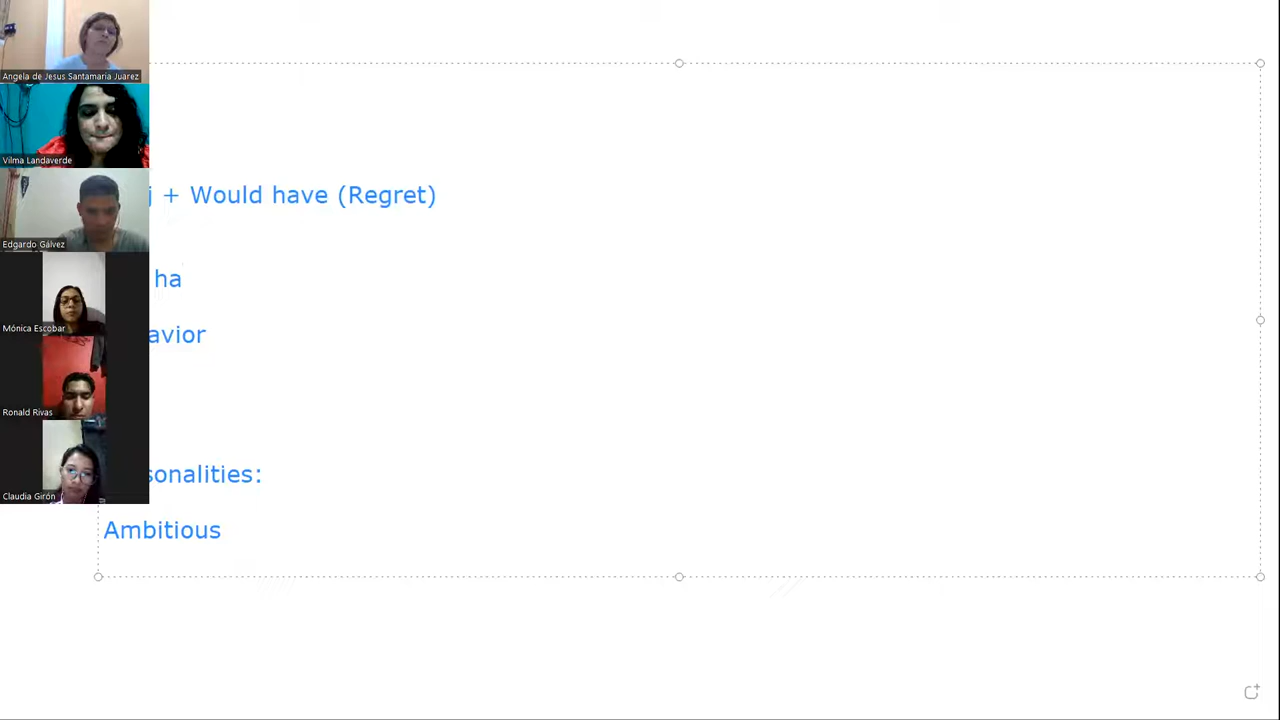 Angela de Jesus Santamaria Juarez
Vilma Landaverde
j + Would have (Regret)
Edgardo Gálvez
ha
Mónica Escobar
avior
Ronald Rivas
sonalities:
Claudia Girón
Ambitious